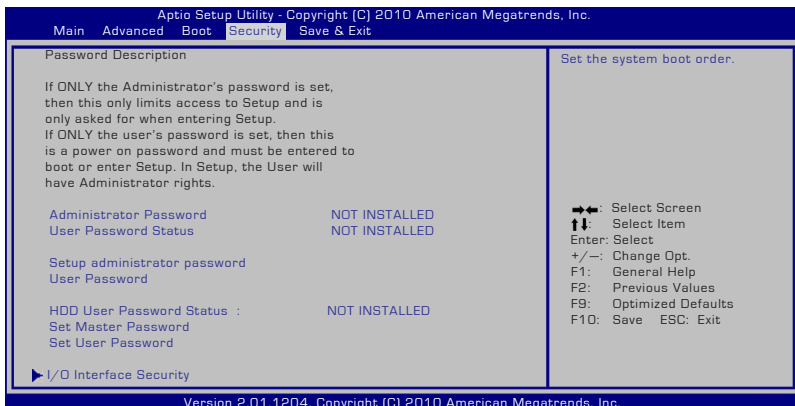 Aptio Setup Utility - Copyright (C) 2010 American Megatrends, Inc.
Main Advanced Boot Security Save & Exit
Password Description
If ONLY the Administrator's password is set,
then this only limits access to Setup and is
only asked for when entering Setup.
If ONLY the user's password is set, then this
is a power on password and must be entered to
boot or enter Setup. In Setup, the User will
have Administrator rights.
Administrator Password NOT INSTALLED
User Password Status NOT INSTALLED
Setup administrator password
User Password
HDD User Password Status : NOT INSTALLED
Set Master Password
Set User Password
I/O Interface Security
Set the system boot order.
→←: Select Screen
↑↓: Select Item
Enter: Select
+/—: Change Opt.
F1: General Help
F2: Previous Values
F9: Optimized Defaults
F10: Save ESC: Exit
Version 2.01.1204. Copyright (C) 2010 American Megatrends, Inc.